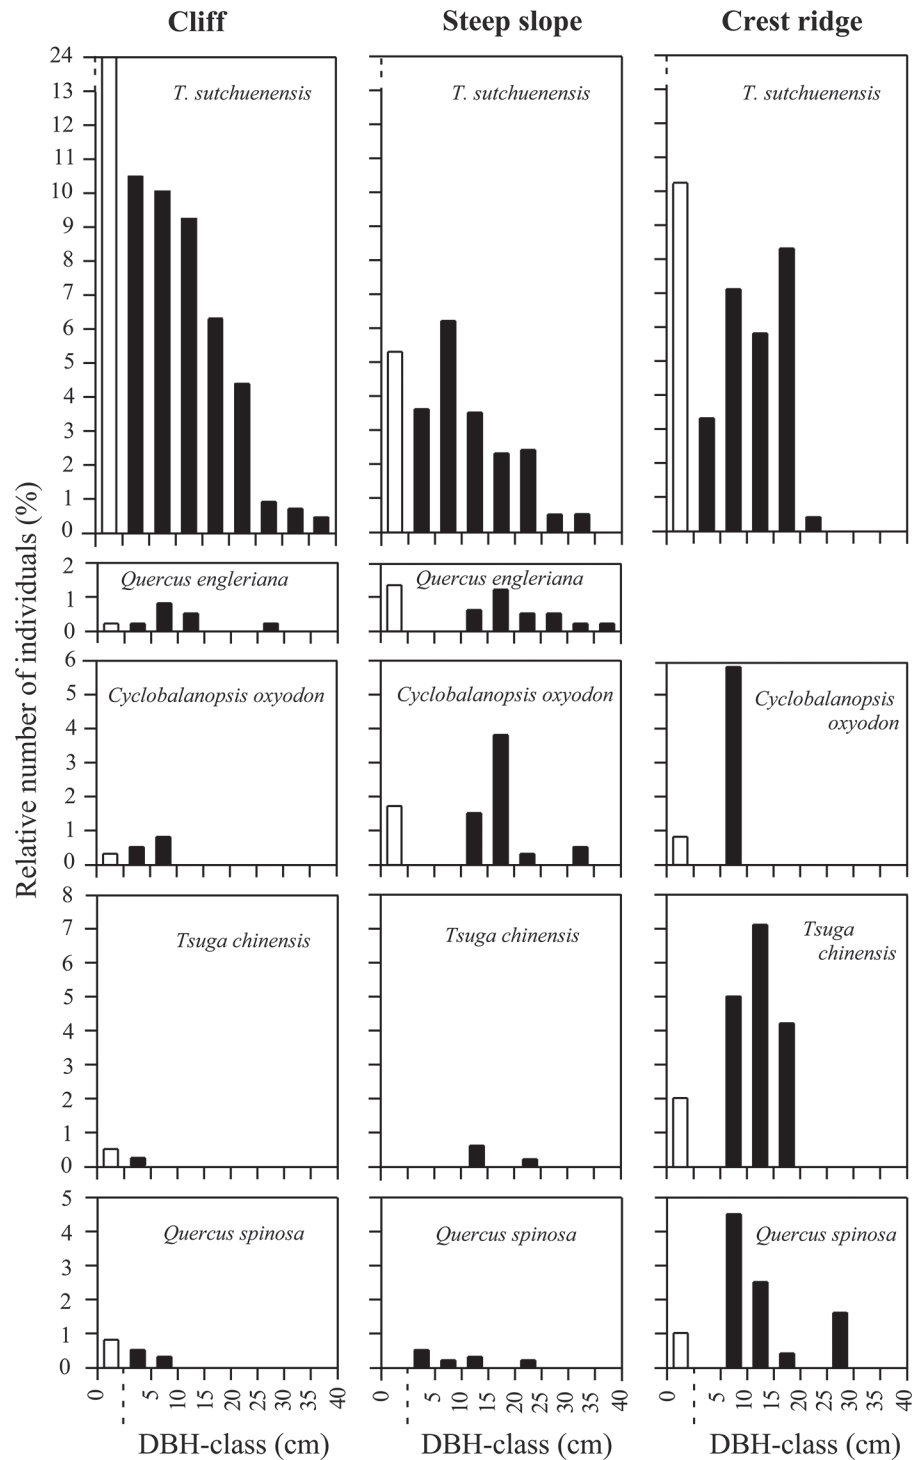 Cliff
Steep slope
Crest ridge
Relative number of individuals (%)
24
13
12
11
10
9
8
7
6
5
4
3
2
1
0
T. sutchuenensis
T. sutchuenensis
T. sutchuenensis
2
1
0
Quercus engleriana
Quercus engleriana
6
5
4
3
2
1
0
Cyclobalanopsis oxyodon
Cyclobalanopsis oxyodon
Cyclobalanopsis
oxyodon
8
7
6
5
4
3
2
1
0
Tsuga chinensis
Tsuga chinensis
Tsuga
chinensis
5
4
3
2
1
0
Quercus spinosa
Quercus spinosa
Quercus spinosa
0 5 10 15 20 25 30 35 40
0 5 10 15 20 25 30 35 40
0 5 10 15 20 25 30 35 40
DBH-class (cm)
DBH-class (cm)
DBH-class (cm)